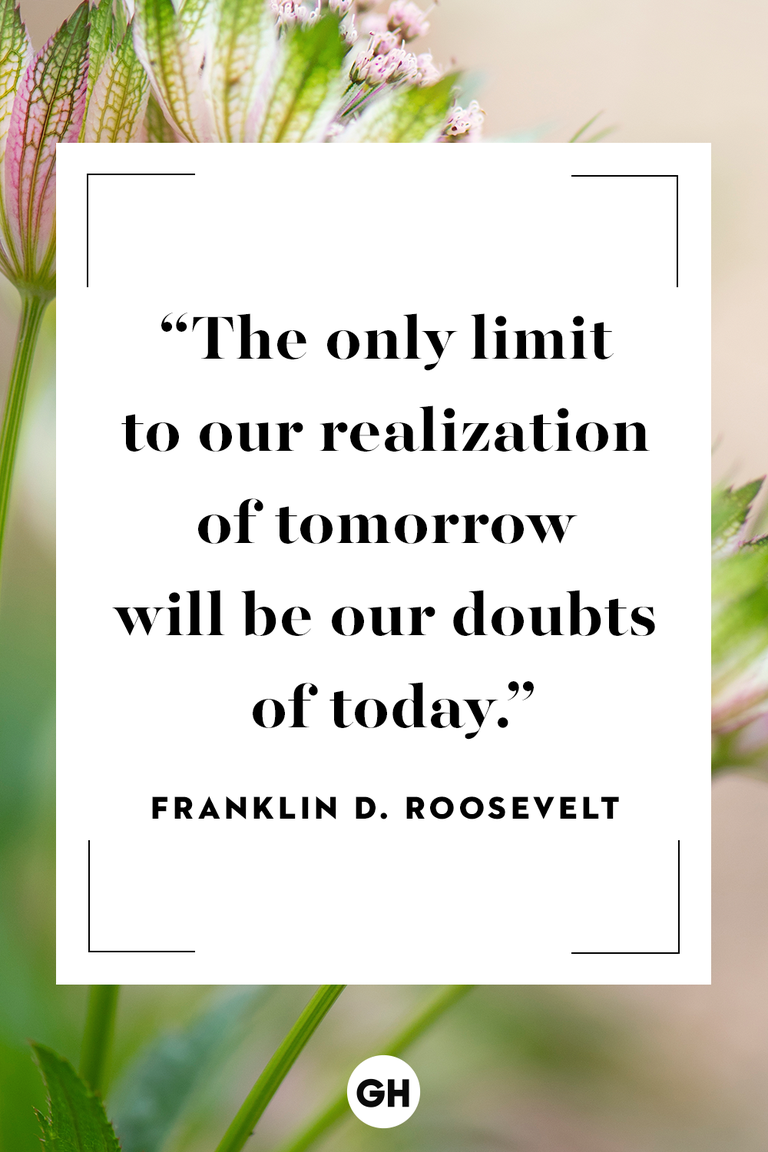 “The only limit
to our realization
of tomorrow
will be our doubts
of today.”
FRANKLIN D. ROOSEVELT
GH